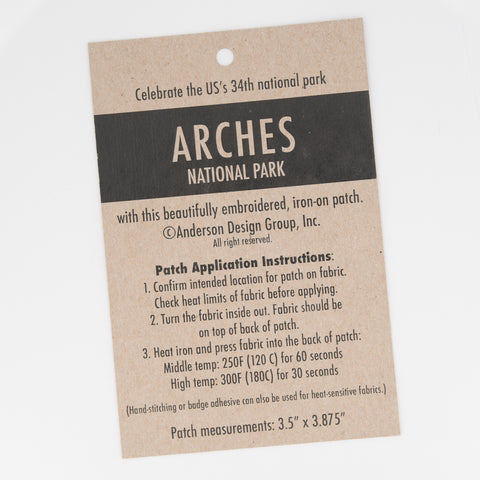 Celebrate the US's 34th national park
ARCHES
NATIONAL PARK
with this beautifully embroidered, iron-on patch.
©Anderson Design Group, Inc.
All right reserved.
Patch Application Instructions:
1. Confirm intended location for patch on fabric.
Check heat limits of fabric before applying.
2. Turn the fabric inside out. Fabric should be
on top of back of patch.
3. Heat iron and press fabric into the back of patch:
Middle temp: 250F (120 C) for 60 seconds
High temp: 300F (180C) for 30 seconds
(Hand-stitching or badge adhesive can also be used for heat-sensitive fabrics.)
Patch measurements: 3.5" x 3.875"